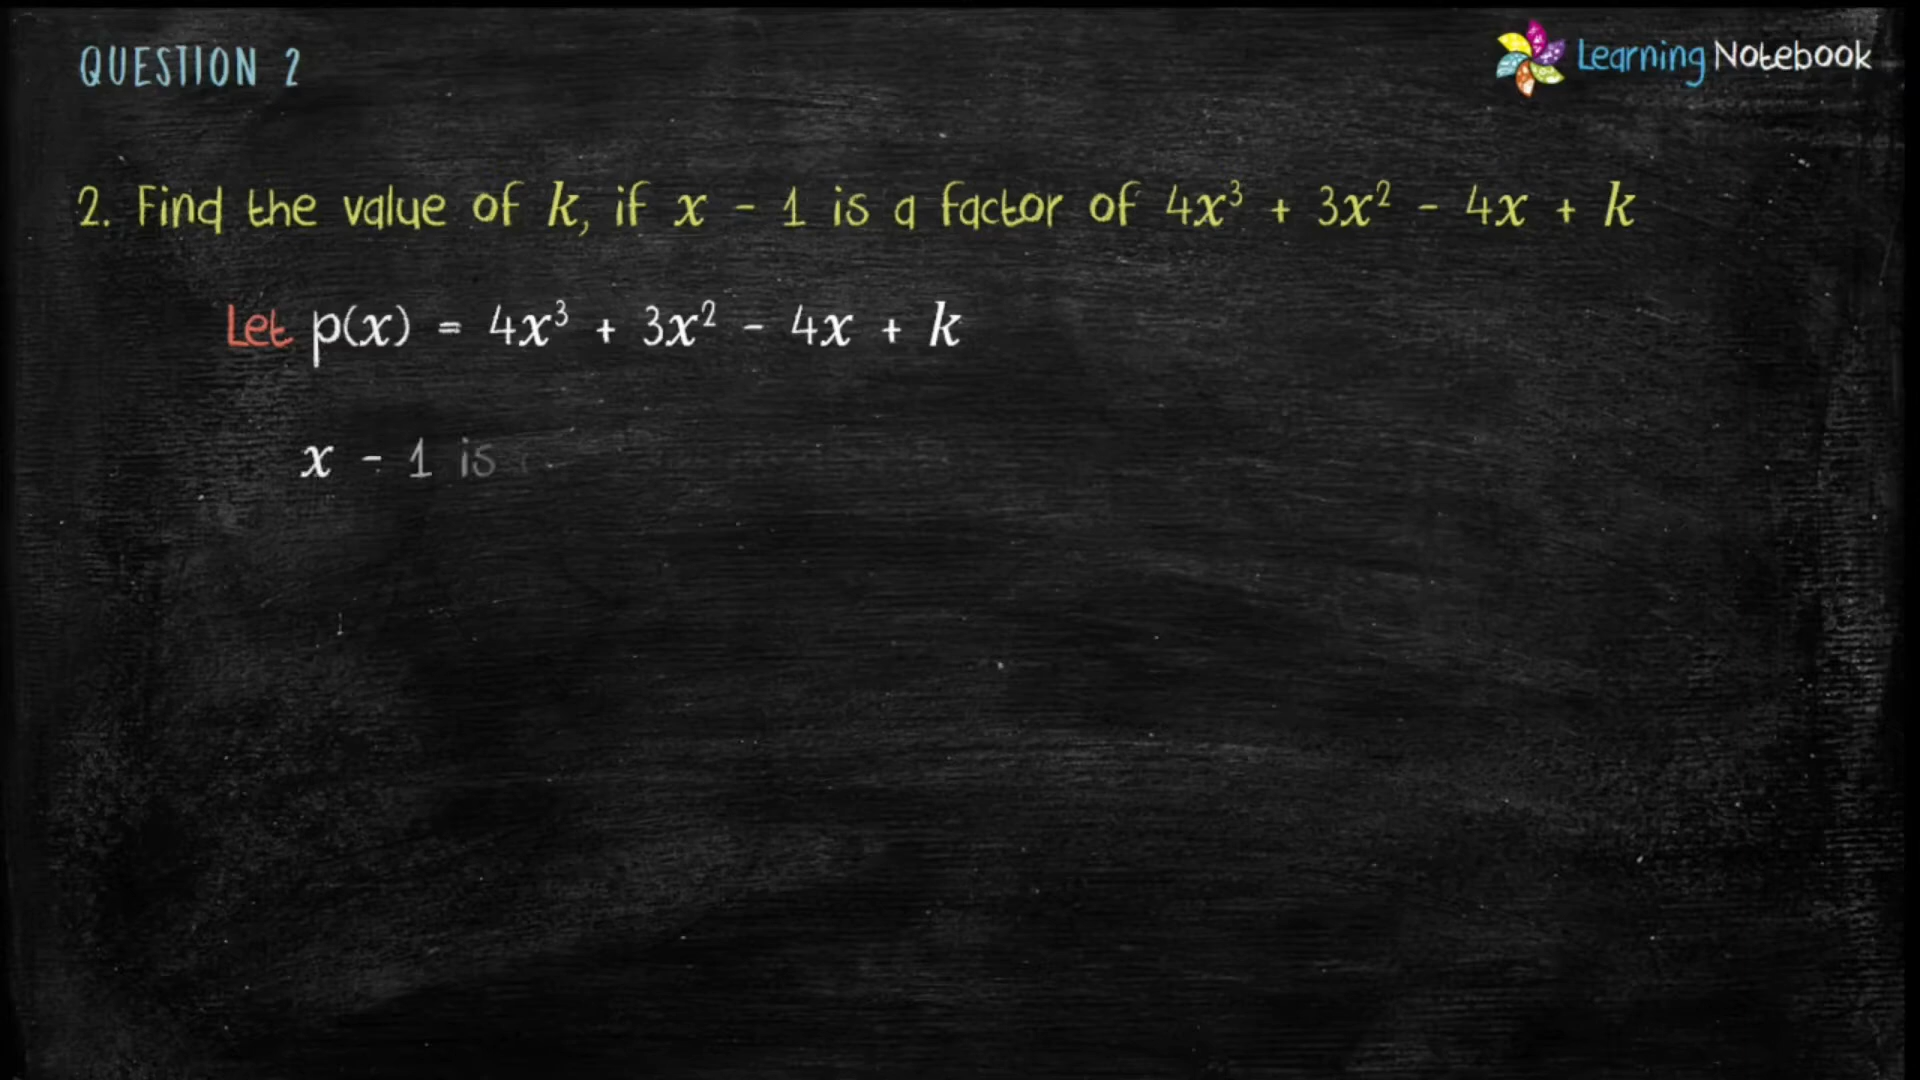 QUESTION 2
Learning Notebook
2. Find the value of k, if x - 1 is a factor of 4x³ + 3x² - 4x + k
Let p(x) = 4x³ + 3x² - 4x + k
x - 1 is